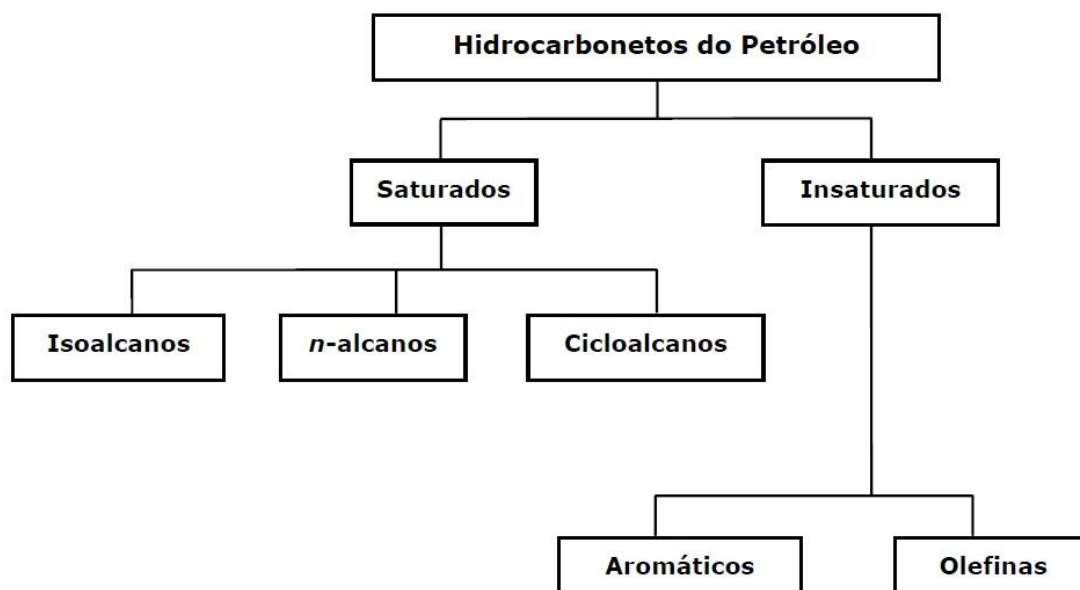 Hidrocarbonetos do Petróleo
Saturados
Insaturados
Isoalcanos
n-alcanos
Cicloalcanos
Aromáticos
Olefinas